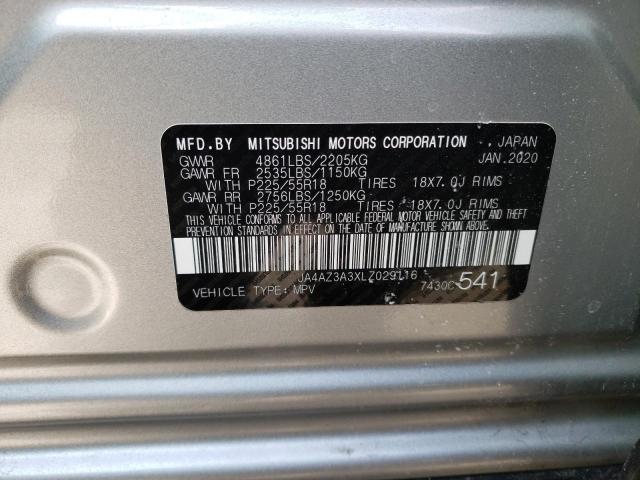 MFD.BY MITSUBISHI MOTORS CORPORATION JAPAN
GVWR 4861LBS/2205KG JAN.2020
GAWR FR 2535LBS/1150KG
WITH P225/55R18 TIRES 18X7.0J RIMS
GAWR RR 2756LBS/1250KG
WITH P225/55R18 TIRES 18X7.0J RIMS
THIS VEHICLE CONFORMS TO ALL APPLICABLE FEDERAL MOTOR VEHICLE SAFETY AND THEFT
PREVENTION STANDARDS IN EFFECT ON THE DATE OF MANUFACTURE SHOWN ABOVE.
JA4AZ3A3XLZ029116
VEHICLE TYPE: MPV 7430C541